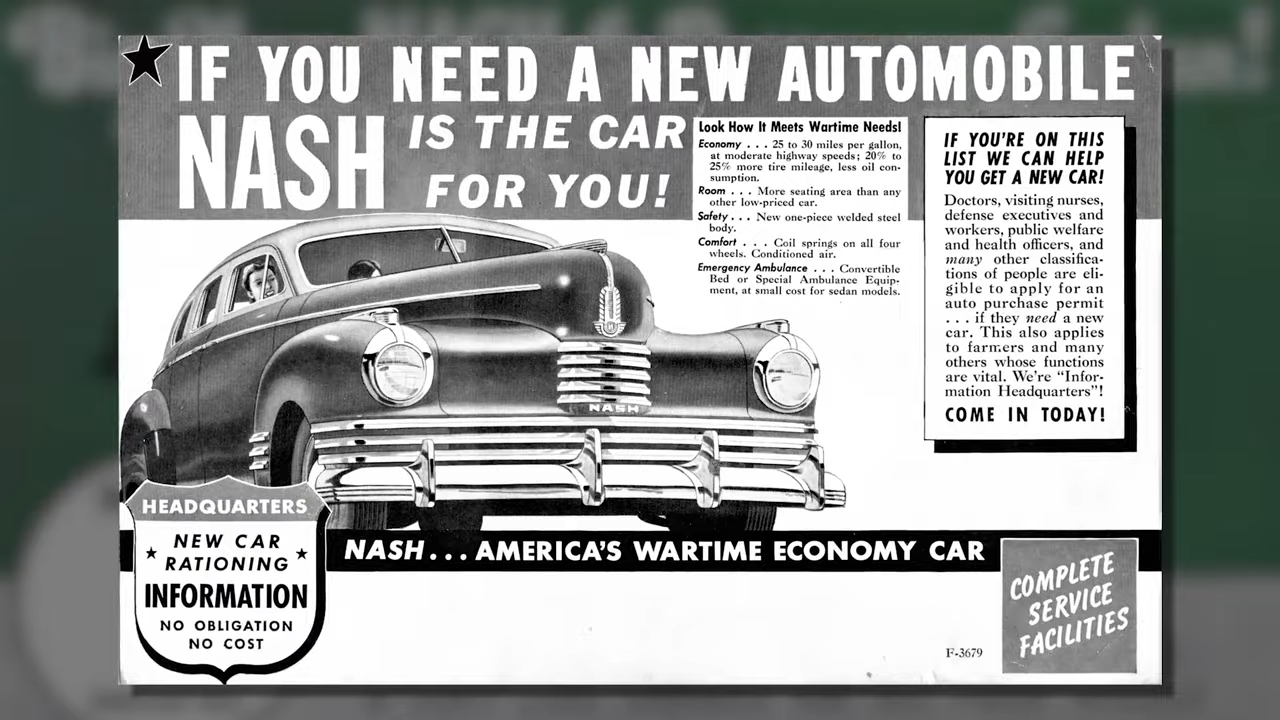 IF YOU NEED A NEW AUTOMOBILE
NASH IS THE CAR
FOR YOU!
Look How It Meets Wartime Needs!
Economy . . . 25 to 30 miles per gallon,
at moderate highway speeds; 20% to
25% more tire mileage, less oil con-
sumption.
Room . . . More seating area than any
other low-priced car.
Safety . . . New one-piece welded steel
body.
Comfort . . . Coil springs on all four
wheels. Conditioned air.
Emergency Ambulance . . . Convertible
Bed or Special Ambulance Equip-
ment, at small cost for sedan models.
IF YOU'RE ON THIS
LIST WE CAN HELP
YOU GET A NEW CAR!
Doctors, visiting nurses,
defense executives and
workers, public welfare
and health officers, and
many other classifica-
tions of people are eli-
gible to apply for an
auto purchase permit
. . . if they need a new
car. This also applies
to farmers and many
others whose functions
are vital. We're "Infor-
mation Headquarters"!
COME IN TODAY!
NASH
HEADQUARTERS
NEW CAR
RATIONING
INFORMATION
NO OBLIGATION
NO COST
NASH... AMERICA'S WARTIME ECONOMY CAR
COMPLETE
SERVICE
FACILITIES
F-3679